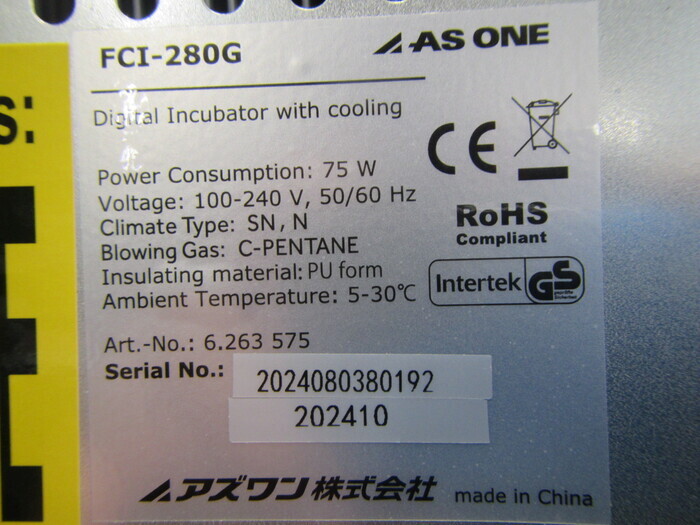 FCI-280G
AS ONE
Digital Incubator with cooling
CE
Power Consumption: 75 W
Voltage: 100-240 V, 50/60 Hz
Climate Type: SN, N
Blowing Gas: C-PENTANE
Insulating material: PU form
Ambient Temperature: 5-30℃
RoHS
Compliant
Intertek
GS
Art.-No.: 6.263 575
Serial No.: 2024080380192
202410
アズワン株式会社
made in China
S: